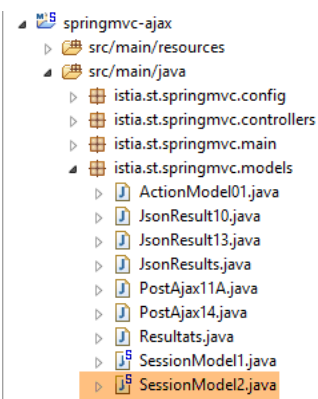 springmvc-ajax
src/main/resources
src/main/java
istia.st.springmvc.config
istia.st.springmvc.controllers
istia.st.springmvc.main
istia.st.springmvc.models
ActionModel01.java
JsonResult10.java
JsonResult13.java
JsonResults.java
PostAjax11A.java
PostAjax14.java
Resultats.java
SessionModel1.java
SessionModel2.java